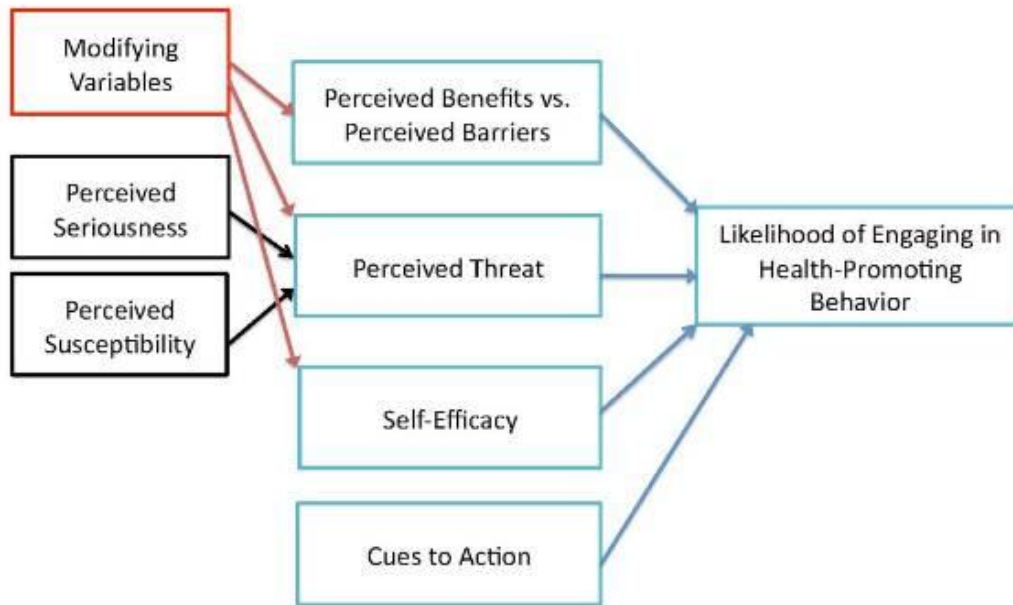 Modifying
Variables
Perceived
Seriousness
Perceived
Susceptibility
Perceived Benefits vs.
Perceived Barriers
Perceived Threat
Self-Efficacy
Cues to Action
Likelihood of Engaging in
Health-Promoting
Behavior